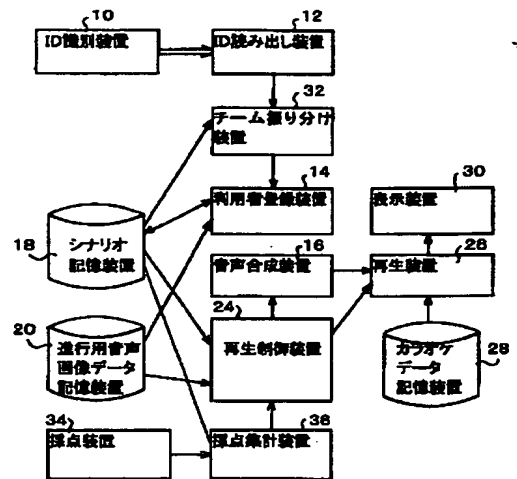 10
12
ID識別装置
ID読み出し装置
32
チーム振り分け
装置
14
30
利用者登録装置
表示装置
18
シナリオ
記憶装置
16
音声合成装置
26
再生装置
24
再生制御装置
20
進行用音声
画像データ
記憶装置
カラオケ
データ
記憶装置
28
34
36
採点装置
採点集計装置